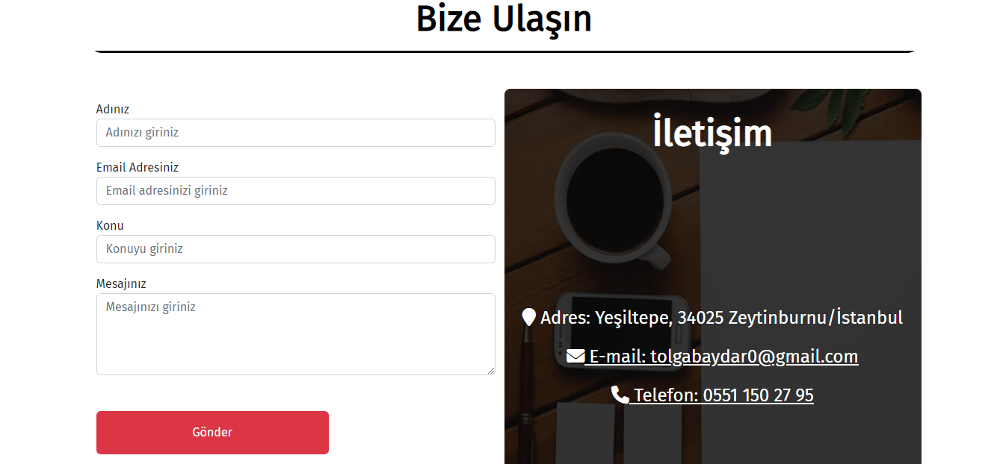 Bize Ulaşın
Adınız
Adınızı giriniz
Email Adresiniz
Email adresinizi giriniz
Konu
Konuyu giriniz
Mesajınız
Mesajınızı giriniz
Gönder
İletişim
Adres: Yeşiltepe, 34025 Zeytinburnu/İstanbul
E-mail: tolgabaydar0@gmail.com
Telefon: 0551 150 27 95